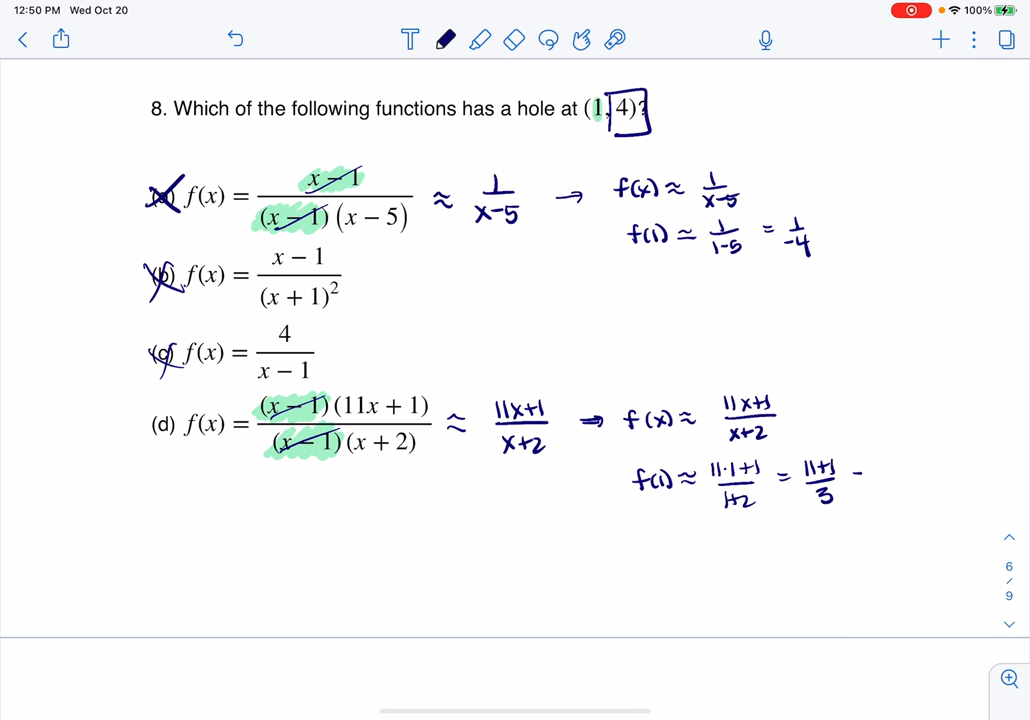 12:50 PM Wed Oct 20 100%
8. Which of the following functions has a hole at (1, 4)?
(a) f(x) = (x − 1) / ((x − 1)(x − 5)) ≈ 1 / (x−5) → f(x) ≈ 1 / (x−5)
f(1) ≈ 1 / (1−5) = 1 / −4
(b) f(x) = (x − 1) / (x + 1)²
(c) f(x) = 4 / (x − 1)
(d) f(x) = ((x − 1)(11x + 1)) / ((x − 1)(x + 2)) ≈ (11x+1) / (x+2) ⇒ f(x) ≈ (11x+1) / (x+2)
f(1) ≈ (11·1+1) / (1+2) = (11+1) / 3 =
6
/
9